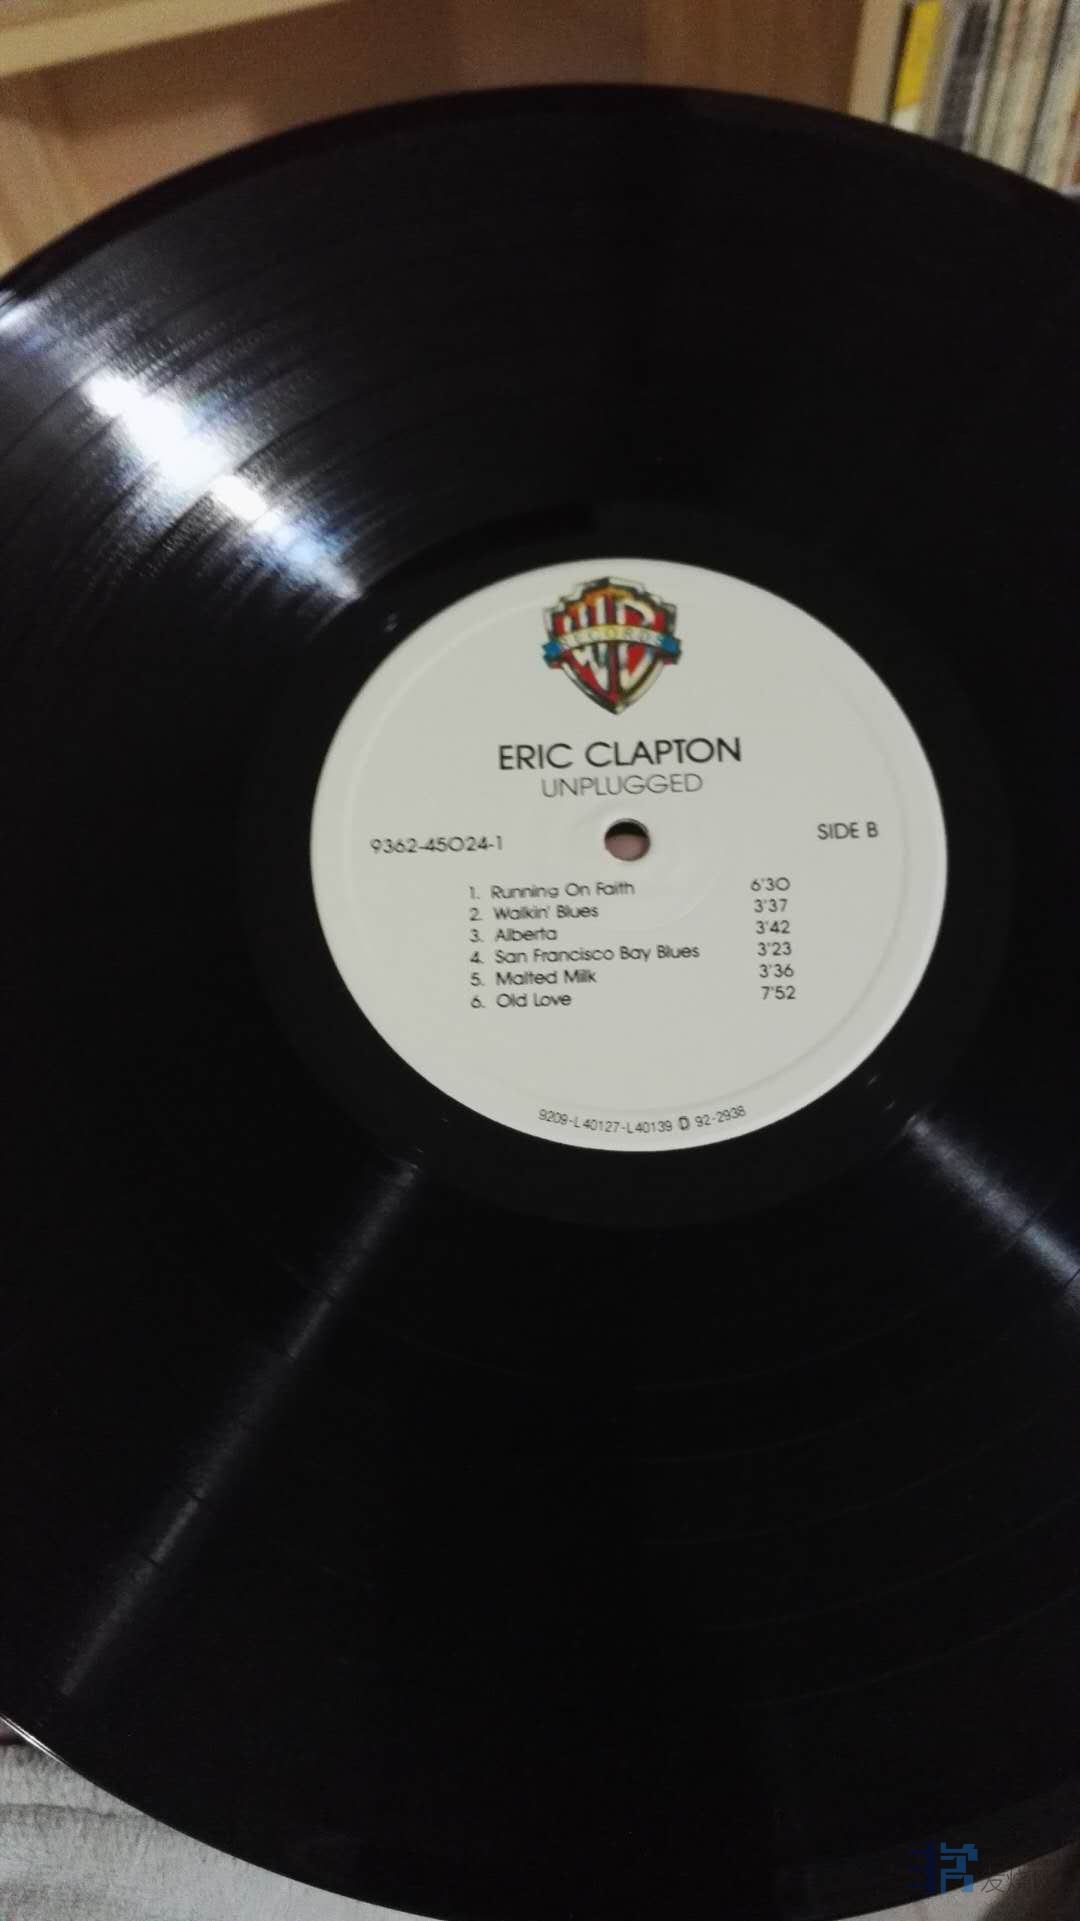 RECORDS
ERIC CLAPTON
UNPLUGGED
9362-45024-1
SIDE B
1. Running On Faith 6'30
2. Walkin' Blues 3'37
3. Alberta 3'42
4. San Francisco Bay Blues 3'23
5. Malted Milk 3'36
6. Old Love 7'52
9209-L40127-L40139 D 92-2938